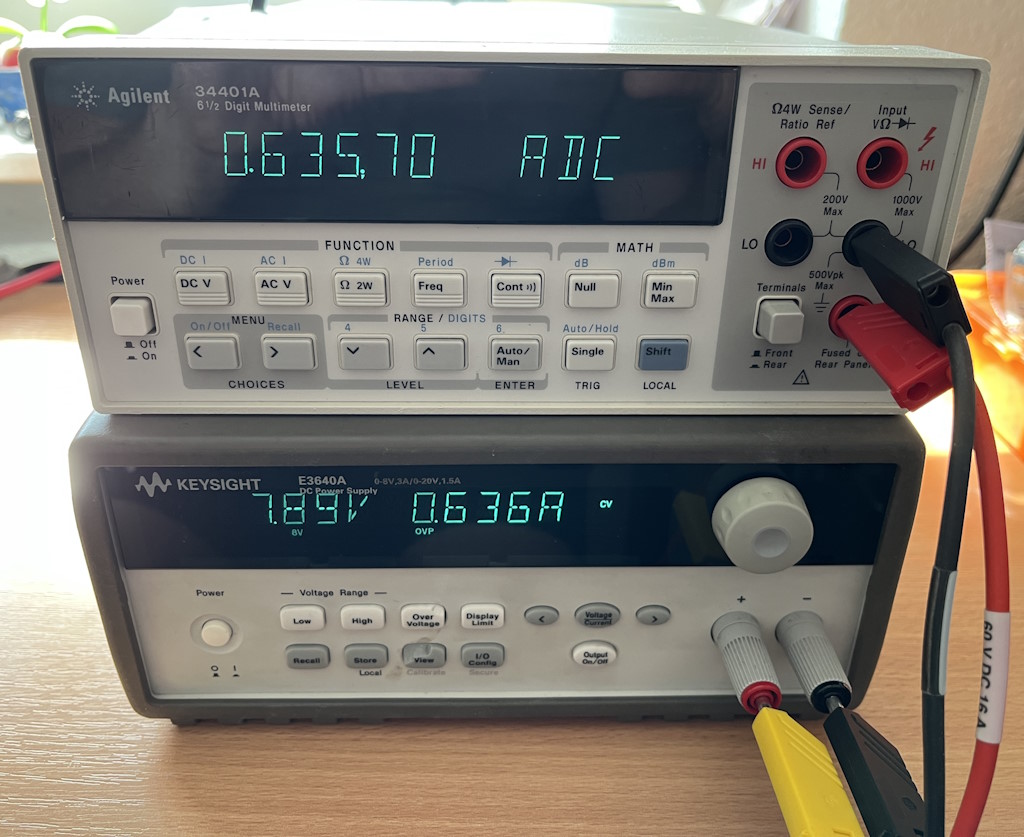 Agilent
34401A
6 1/2 Digit Multimeter
0.635,70 ADC
Ω4W Sense/
Ratio Ref
Input
VΩ
HI
HI
200V
Max
1000V
Max
LO
LO
500Vpk
Max
Terminals
Front
Rear
Rear Panel
FUNCTION
MATH
DC I
AC I
Ω 4W
Period
dB
dBm
Power
DC V
AC V
Ω 2W
Freq
Cont
Null
Min
Max
Off
On
On/Off
MENU
Recall
RANGE / DIGITS
4
5
6
Auto/Hold
<
>
Auto/
Man
Single
Shift
CHOICES
LEVEL
ENTER
TRIG
LOCAL
KEYSIGHT
E3640A
DC Power Supply
0-8V,3A/0-20V,1.5A
7.891V 0.636A CV
8V
OVP
Power
Voltage Range
Low
High
Over
Voltage
Display
Limit
<
Voltage
Current
>
Recall
Store
View
I/O
Config
Output
On/Off
Local
Calibrate
Secure
+
−
60 V DC 16 A